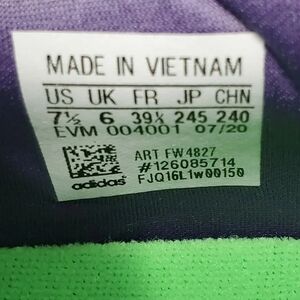 MADE IN VIETNAM
US UK FR JP CHN
7½ 6 39⅓ 245 240
EVM 004001 07/20
ART FW4827
#126085714
adidas FJQ16L1w00150